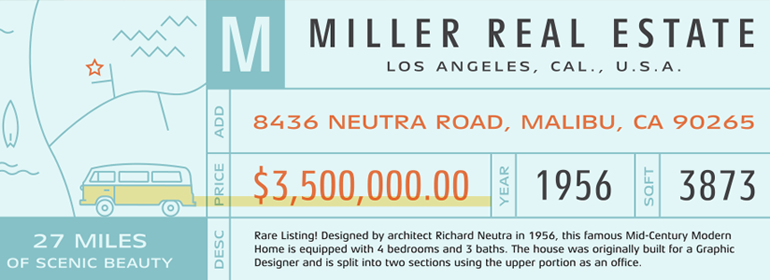 M
MILLER REAL ESTATE
LOS ANGELES, CAL., U.S.A.
ADD
8436 NEUTRA ROAD, MALIBU, CA 90265
PRICE
$3,500,000.00
YEAR
1956
SQFT
3873
27 MILES
OF SCENIC BEAUTY
DESC
Rare Listing! Designed by architect Richard Neutra in 1956, this famous Mid-Century Modern
Home is equipped with 4 bedrooms and 3 baths. The house was originally built for a Graphic
Designer and is split into two sections using the upper portion as an office.